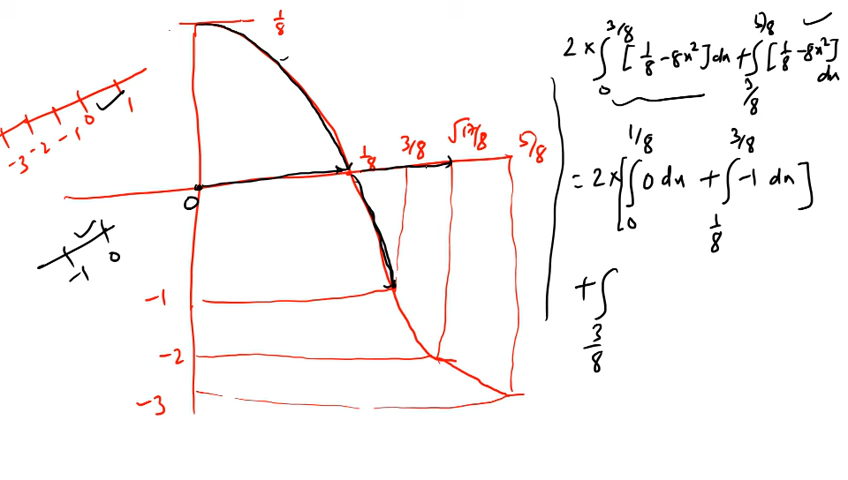 1/8
-3 -2 -1 0 1
1/8 3/8 √17/8 5/8
0
-1 0
-1
-2
-3
2 × ∫₀^{3/8} [1/8 - 8x²] dx + ∫_{3/8}^{5/8} [1/8 - 8x²] dx
= 2 × [∫₀^{1/8} 0 dx + ∫_{1/8}^{3/8} -1 dx]
+ ∫_{3/8}